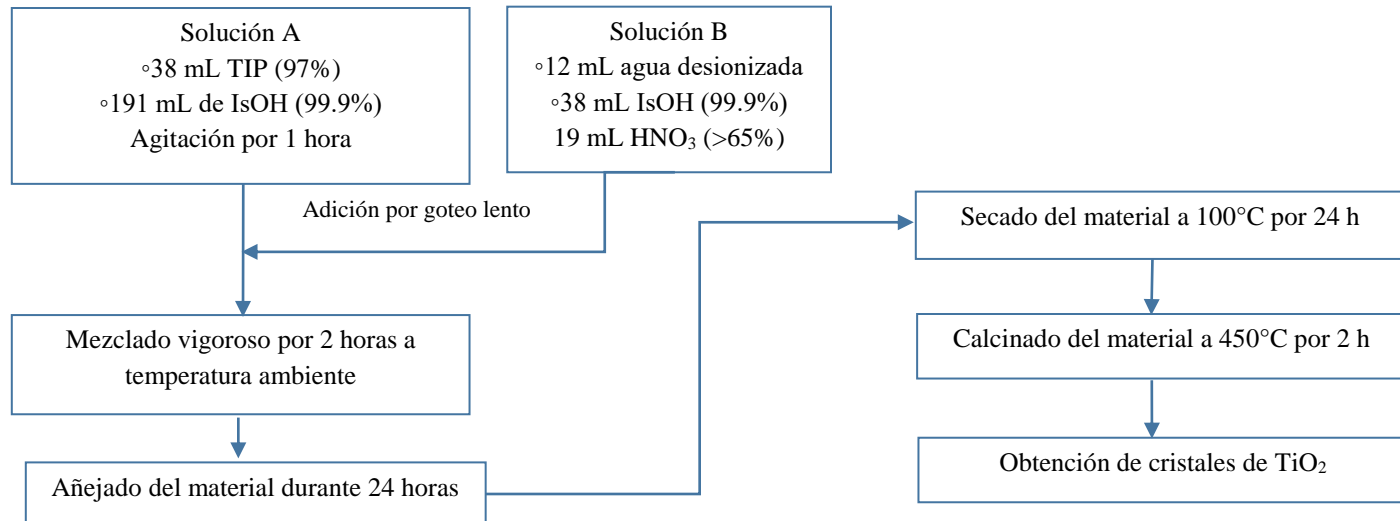 Solución A
◦38 mL TIP (97%)
◦191 mL de IsOH (99.9%)
Agitación por 1 hora
Solución B
◦12 mL agua desionizada
◦38 mL IsOH (99.9%)
19 mL HNO₃ (>65%)
Adición por goteo lento
Mezclado vigoroso por 2 horas a
temperatura ambiente
Añejado del material durante 24 horas
Secado del material a 100°C por 24 h
Calcinado del material a 450°C por 2 h
Obtención de cristales de TiO₂